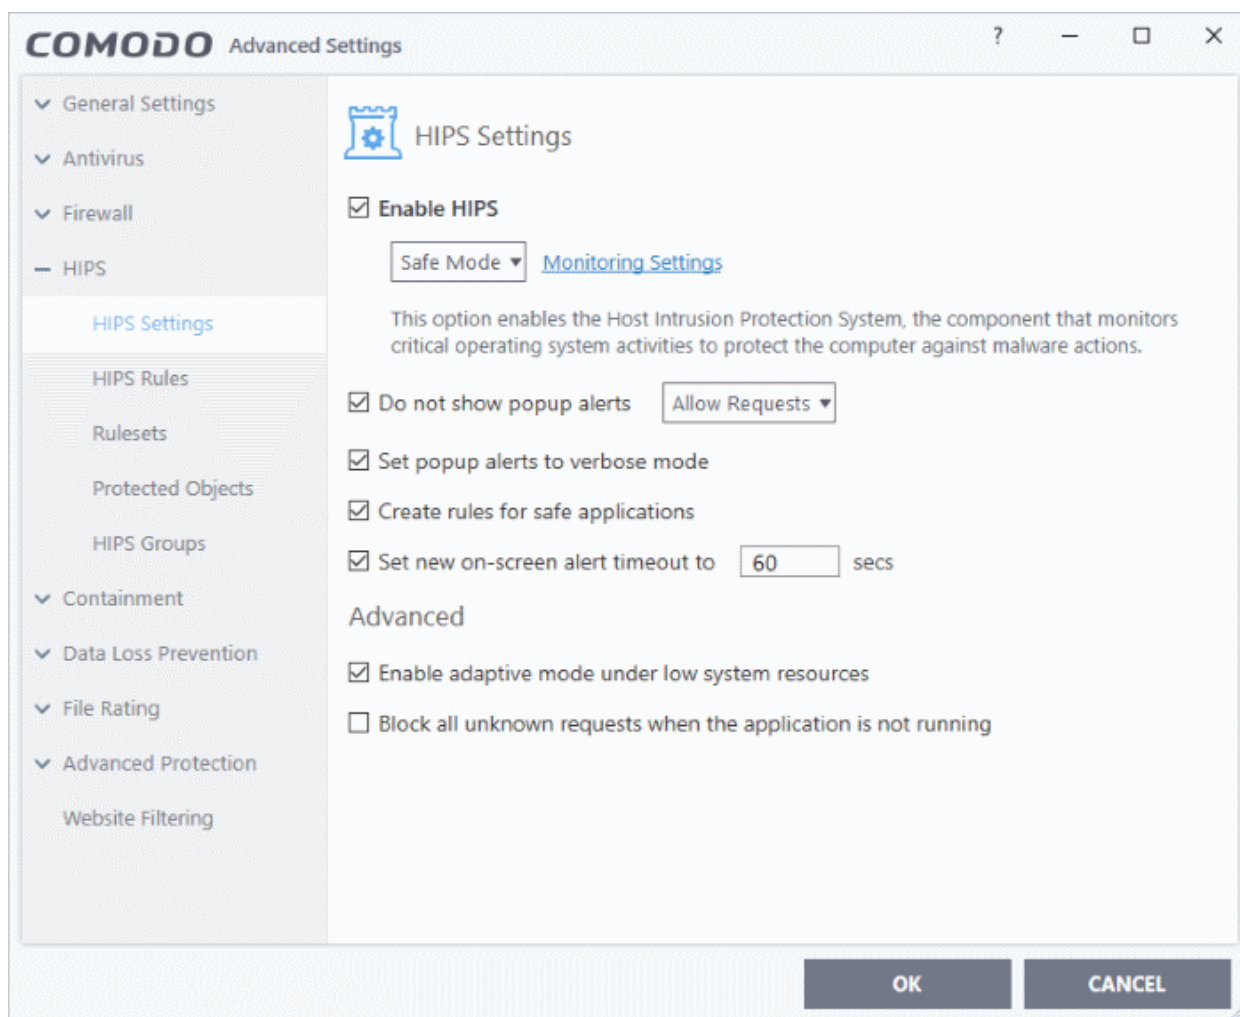 COMODO Advanced Settings ?
General Settings
Antivirus
Firewall
HIPS
HIPS Settings
HIPS Rules
Rulesets
Protected Objects
HIPS Groups
Containment
Data Loss Prevention
File Rating
Advanced Protection
Website Filtering
HIPS Settings
Enable HIPS
Safe Mode Monitoring Settings
This option enables the Host Intrusion Protection System, the component that monitors
critical operating system activities to protect the computer against malware actions.
Do not show popup alerts Allow Requests
Set popup alerts to verbose mode
Create rules for safe applications
Set new on-screen alert timeout to 60 secs
Advanced
Enable adaptive mode under low system resources
Block all unknown requests when the application is not running
OK CANCEL